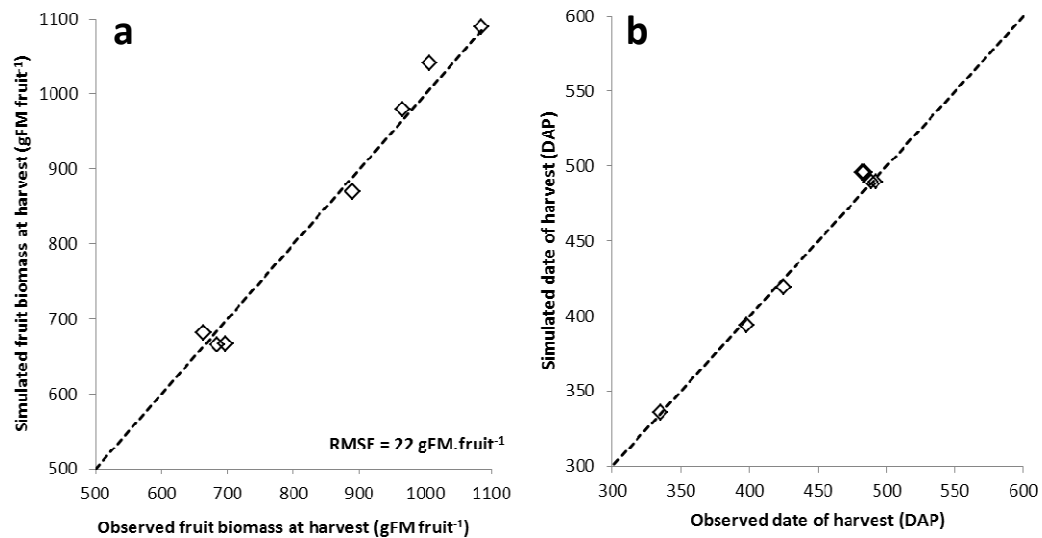 a
1100
1000
900
800
700
600
500
500 600 700 800 900 1000 1100
Simulated fruit biomass at harvest (gFM fruit-1)
Observed fruit biomass at harvest (gFM fruit-1)
RMSE = 22 gFM.fruit-1
b
600
550
500
450
400
350
300
300 350 400 450 500 550 600
Simulated date of harvest (DAP)
Observed date of harvest (DAP)